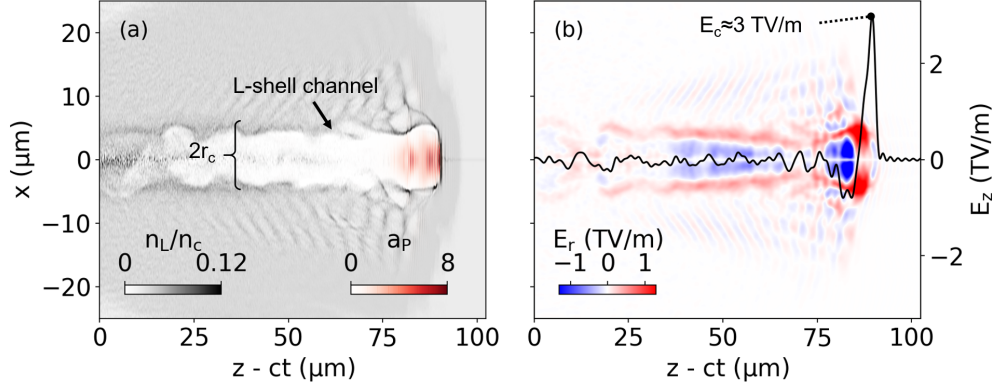 (a)
L-shell channel
2r_c
n_L/n_c
0 0.12
a_P
0 8
20
10
0
−10
−20
x (μm)
0 25 50 75 100
z - ct (μm)
(b)
E_c≈3 TV/m
E_r (TV/m)
−1 0 1
2
0
−2
E_z (TV/m)
0 25 50 75 100
z - ct (μm)